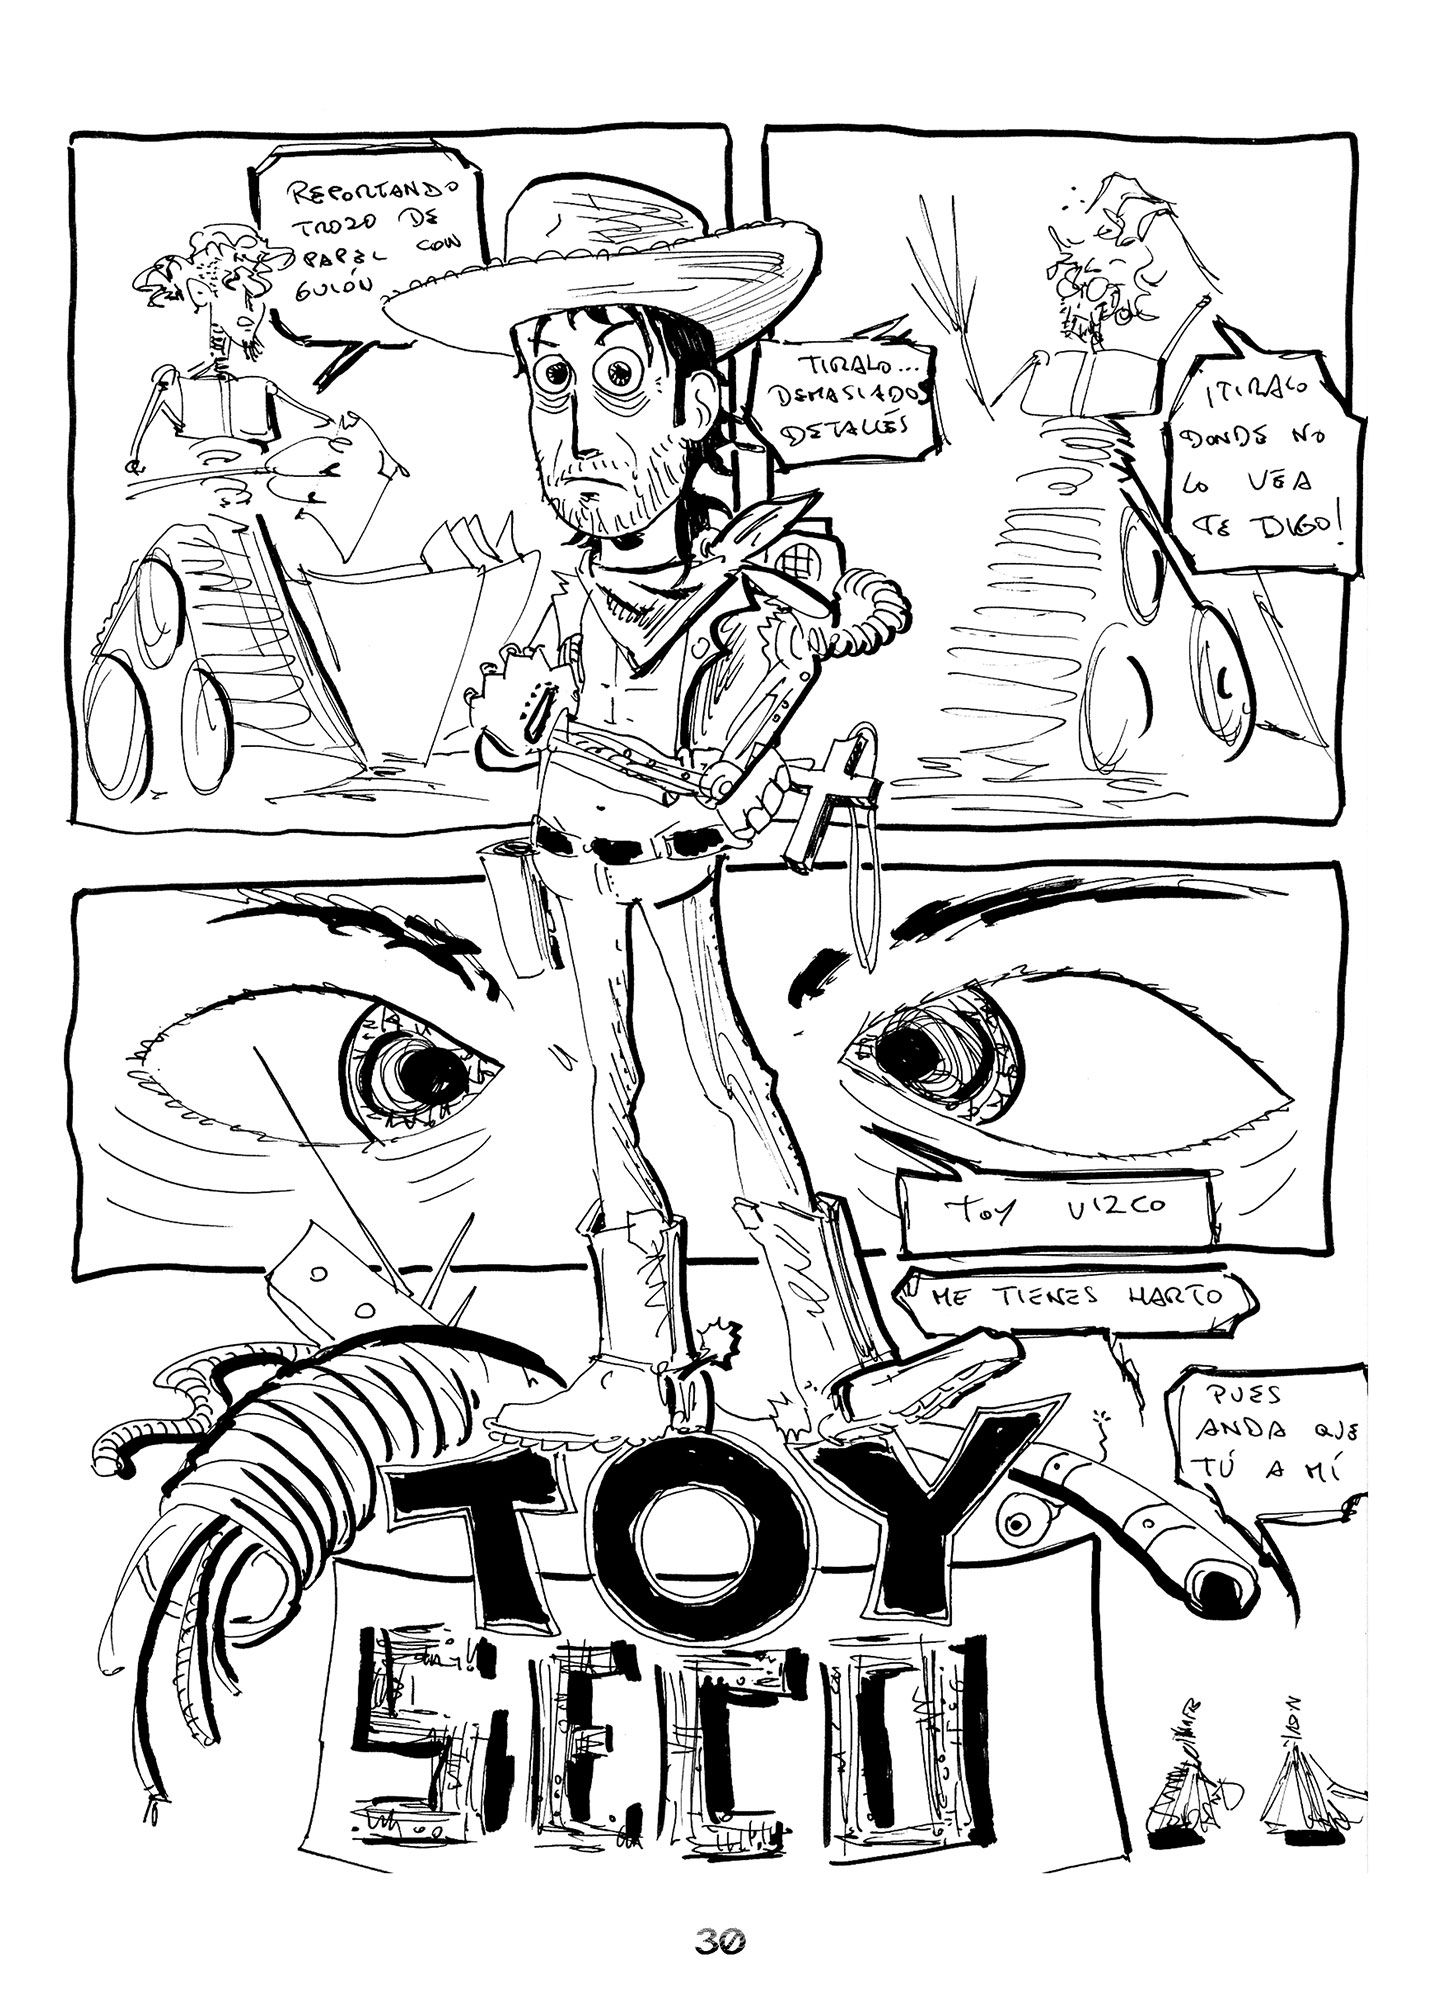 REPORTANDO
TROZO DE
PAPEL CON
GUIÓN
TIRALO...
DEMASIADOS
DETALLES
¡TIRALO
DONDE NO
LO VEA
TE DIGO!
TOY VIZCO
ME TIENES HARTO
PUES
ANDA QUE
TÚ A MÍ
TOY
SECO
30